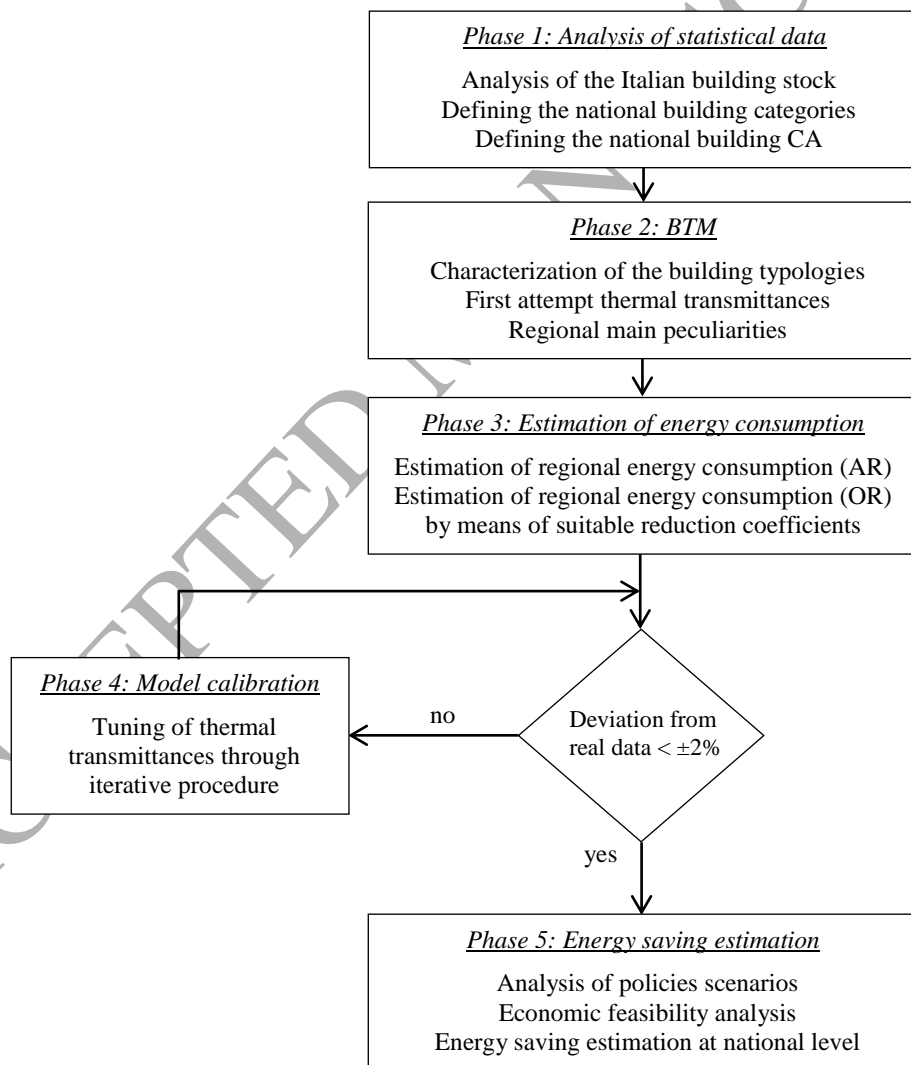 Phase 1: Analysis of statistical data
Analysis of the Italian building stock
Defining the national building categories
Defining the national building CA
Phase 2: BTM
Characterization of the building typologies
First attempt thermal transmittances
Regional main peculiarities
Phase 3: Estimation of energy consumption
Estimation of regional energy consumption (AR)
Estimation of regional energy consumption (OR)
by means of suitable reduction coefficients
Phase 4: Model calibration
Tuning of thermal
transmittances through
iterative procedure
no
Deviation from
real data < ±2%
yes
Phase 5: Energy saving estimation
Analysis of policies scenarios
Economic feasibility analysis
Energy saving estimation at national level